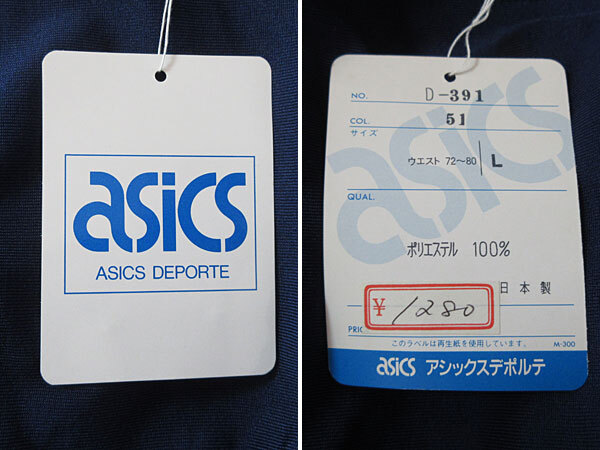 asics
ASICS DEPORTE
NO. D-391
COL. 51
サイズ
ウエスト 72〜80 L
asics
QUAL.
ポリエステル 100%
日本製
PRIC
¥ 1280
このラベルは再生紙を使用しています。 M-300
asics アシックスデポルテ